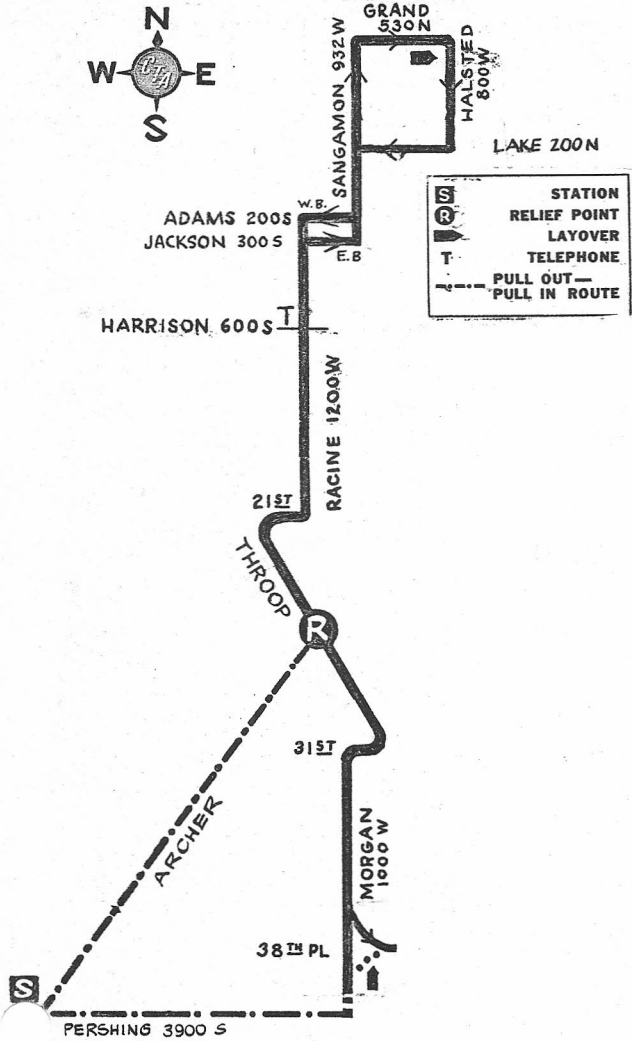 N
W CTA E
S
GRAND
530N
SANGAMON 932W
HALSTED
800W
LAKE 200N
S STATION
R RELIEF POINT
LAYOVER
T TELEPHONE
PULL OUT—
PULL IN ROUTE
W.B.
ADAMS 200S
JACKSON 300S
E.B
HARRISON 600S T
RACINE 1200W
21ST
THROOP
R
31ST
ARCHER
MORGAN
1000 W
38TH PL
S
PERSHING 3900 S